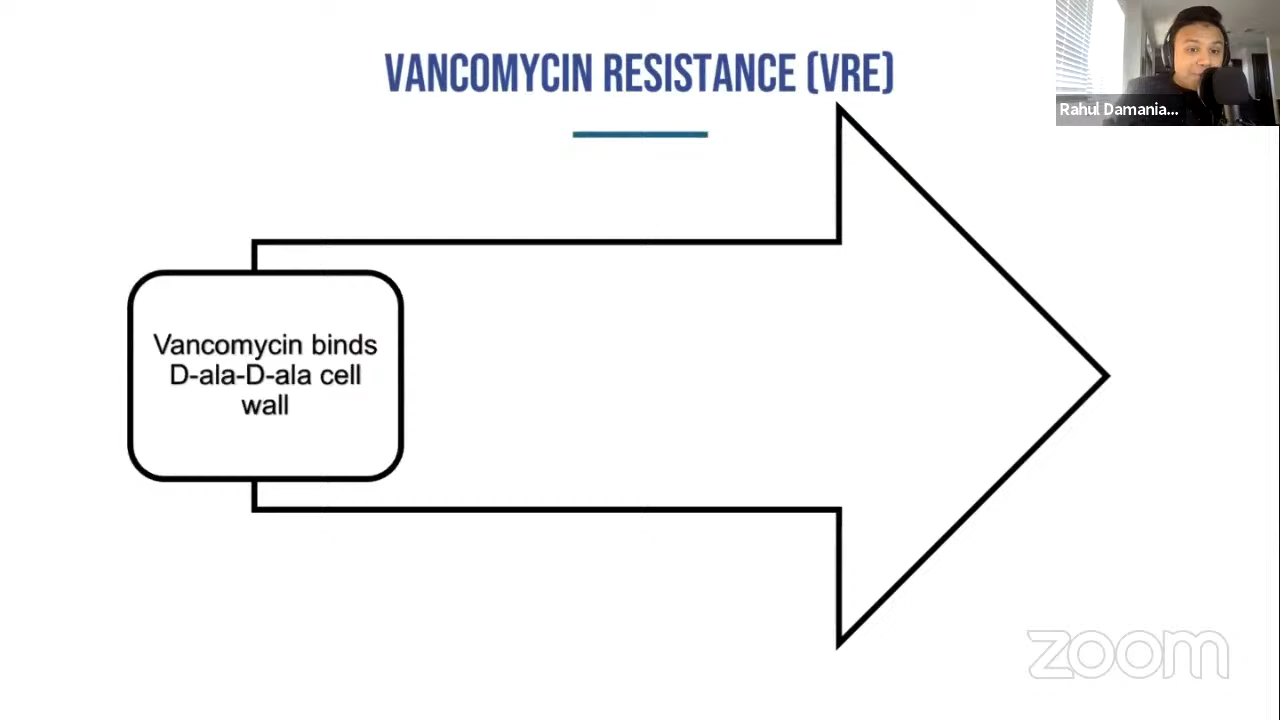 VANCOMYCIN RESISTANCE (VRE)
Rahul Damania...
Vancomycin binds
D-ala-D-ala cell
wall
zoom